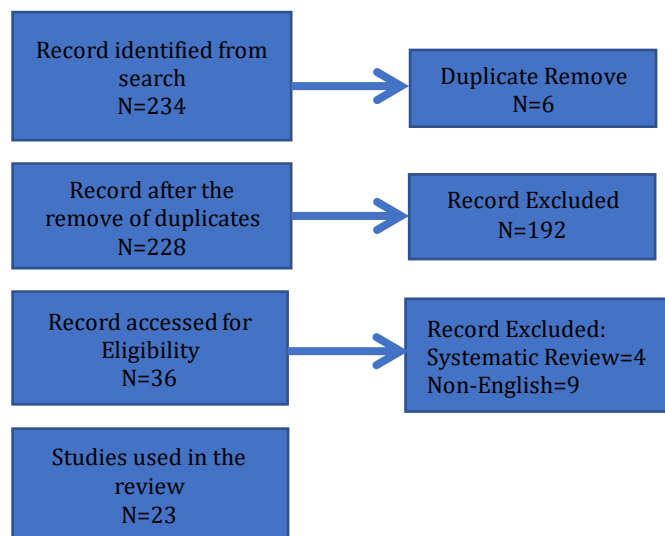 Record identified from
search
N=234
Duplicate Remove
N=6
Record after the
remove of duplicates
N=228
Record Excluded
N=192
Record accessed for
Eligibility
N=36
Record Excluded:
Systematic Review=4
Non-English=9
Studies used in the
review
N=23